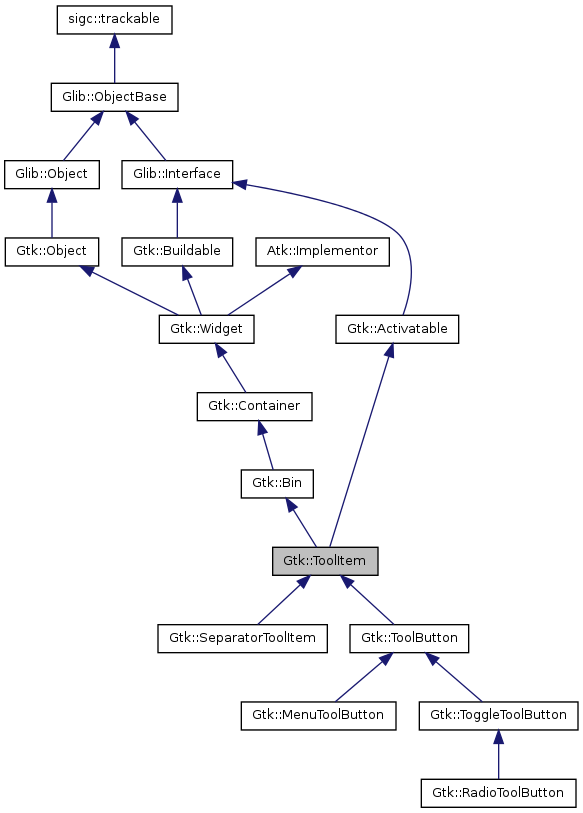 sigc::trackable
Glib::ObjectBase
Glib::Object
Glib::Interface
Gtk::Object
Gtk::Buildable
Atk::Implementor
Gtk::Widget
Gtk::Activatable
Gtk::Container
Gtk::Bin
Gtk::ToolItem
Gtk::SeparatorToolItem
Gtk::ToolButton
Gtk::MenuToolButton
Gtk::ToggleToolButton
Gtk::RadioToolButton